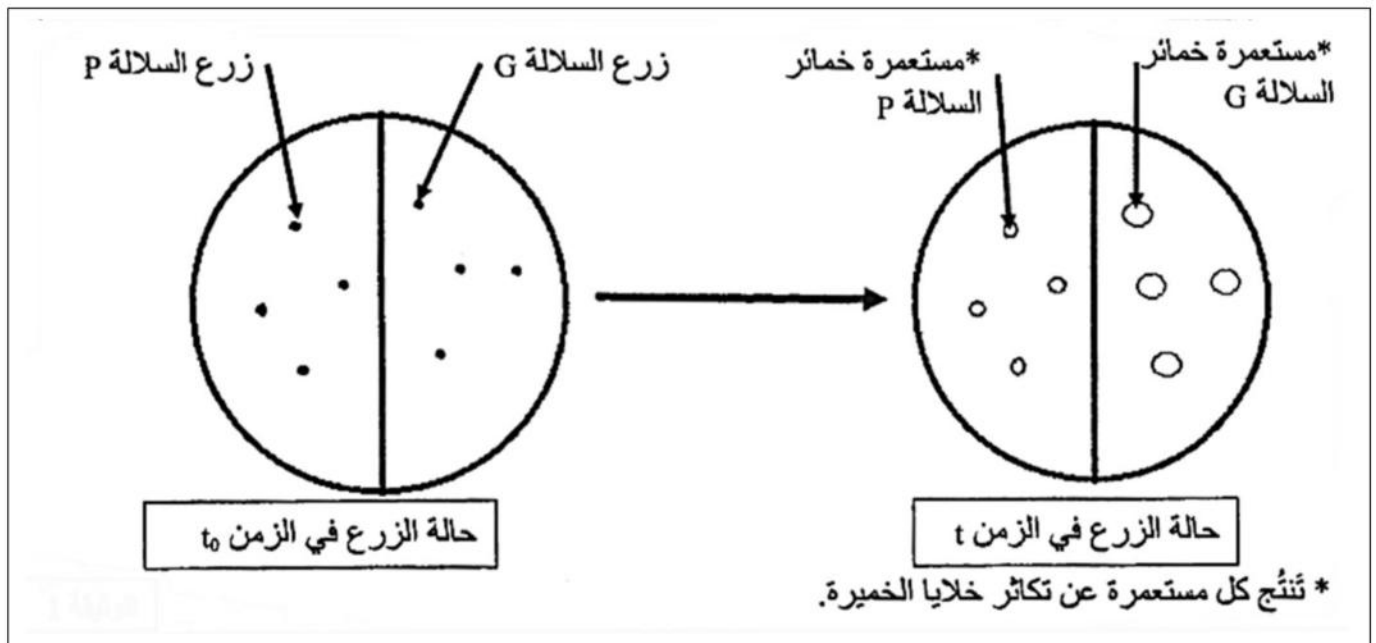 *مستعمرة خمائر
السلالة G
*مستعمرة خمائر
السلالة P
زرع السلالة G
زرع السلالة P
حالة الزرع في الزمن t₀
حالة الزرع في الزمن t
* تَنتُج كل مستعمرة عن تكاثر خلايا الخميرة.